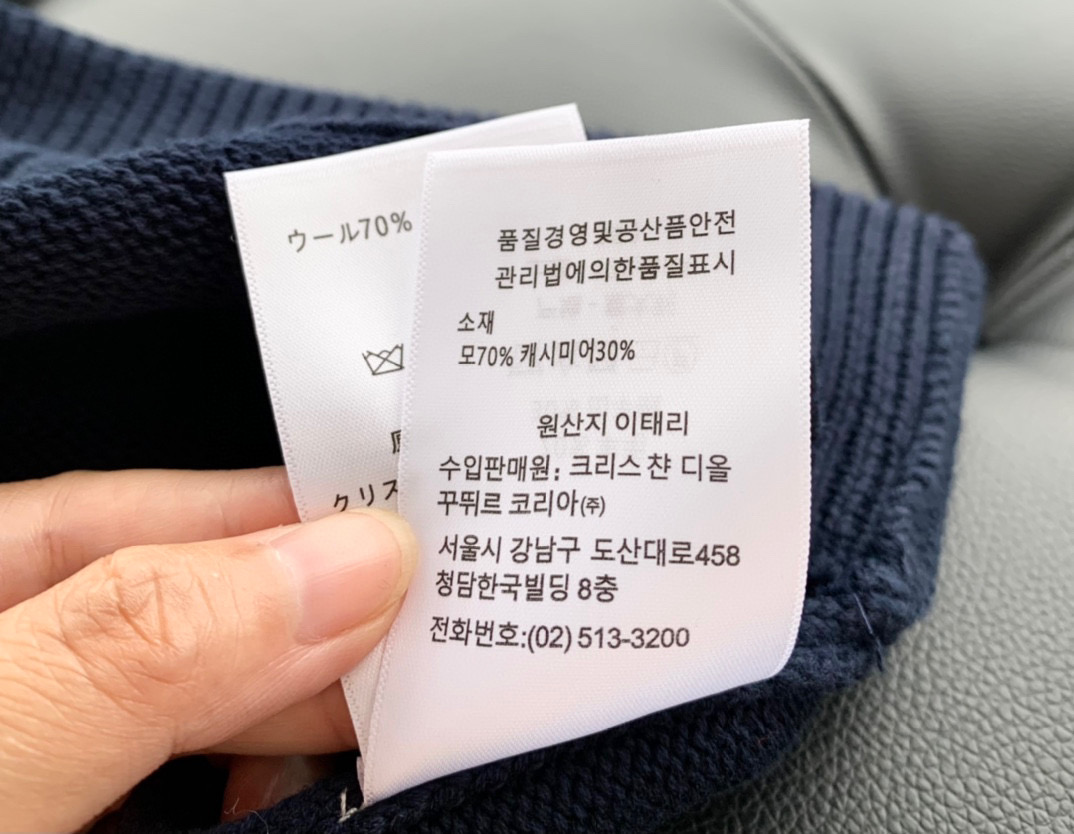 ウール70%
クリス
품질경영및공산품안전
관리법에의한품질표시
소재
모70% 캐시미어30%
원산지 이태리
수입판매원: 크리스챤 디올
꾸뛰르 코리아(주)
서울시 강남구 도산대로458
청담한국빌딩 8층
전화번호:(02) 513-3200